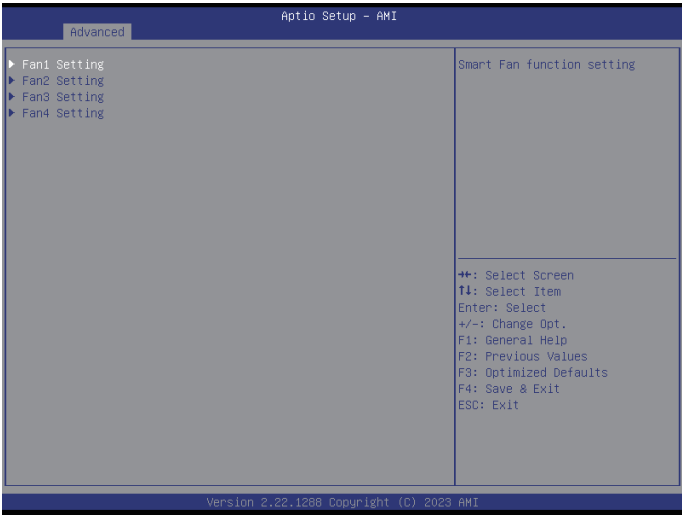 Aptio Setup – AMI
Advanced
▶ Fan1 Setting
▶ Fan2 Setting
▶ Fan3 Setting
▶ Fan4 Setting
Smart Fan function setting
→←: Select Screen
↑↓: Select Item
Enter: Select
+/-: Change Opt.
F1: General Help
F2: Previous Values
F3: Optimized Defaults
F4: Save & Exit
ESC: Exit
Version 2.22.1288 Copyright (C) 2023 AMI